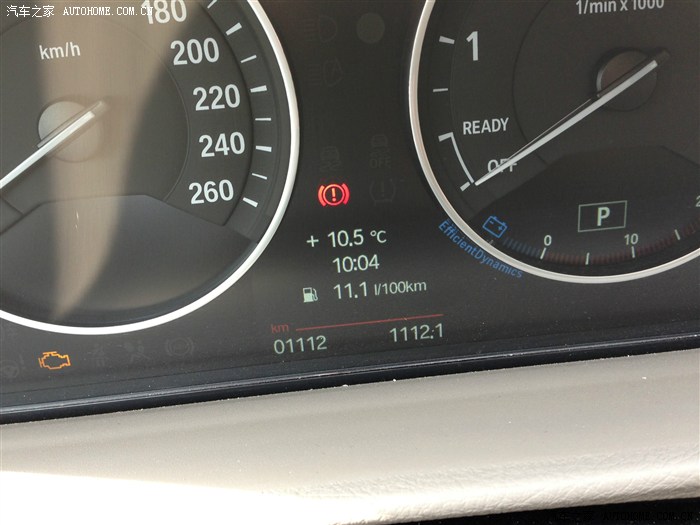 汽车之家 AUTOHOME.COM.CN
180
1/min x 1000
km/h
200
1
220
READY
240
OFF
260
P
+ 10.5 °C
EfficientDynamics
0
10
10:04
11.1 l/100km
km
01112
1112.1